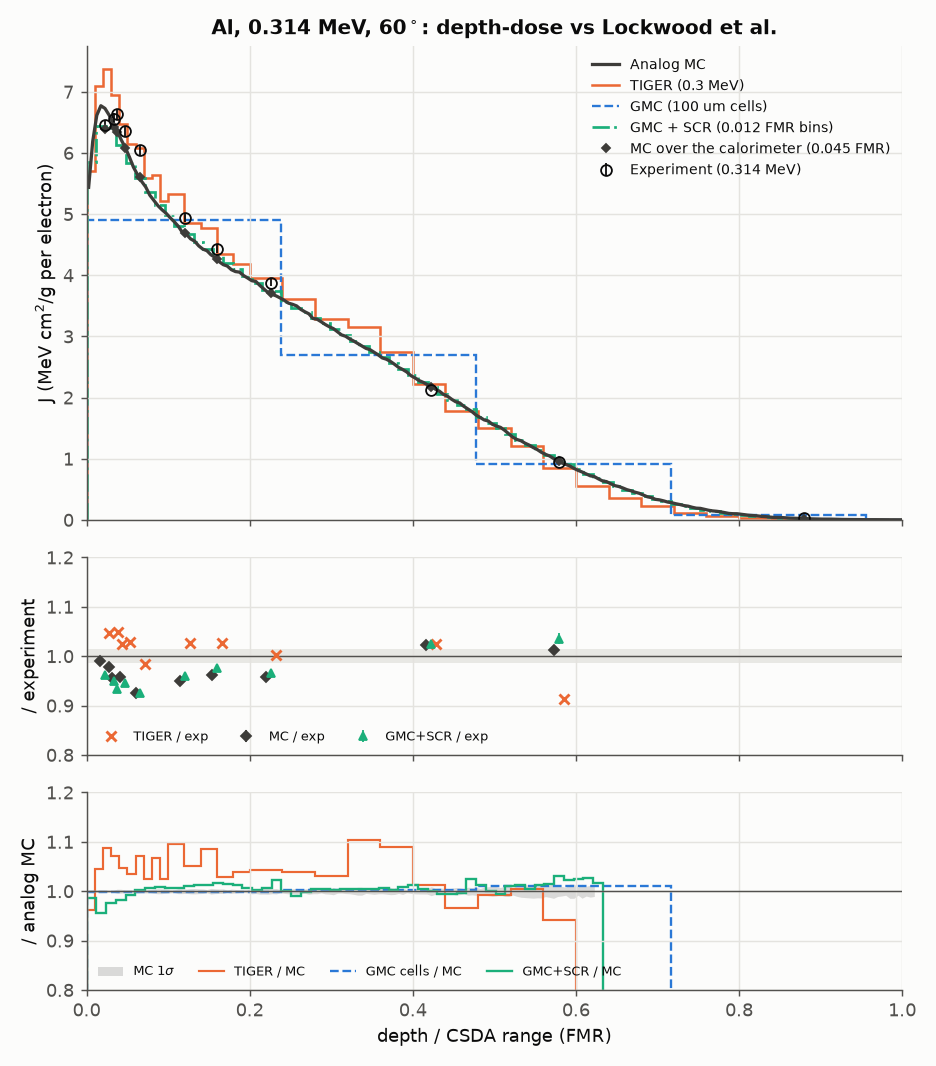 Al, 0.314 MeV, 60°: depth-dose vs Lockwood et al.
J (MeV cm²/g per electron)
7
6
5
4
3
2
1
0
Analog MC
TIGER (0.3 MeV)
GMC (100 um cells)
GMC + SCR (0.012 FMR bins)
MC over the calorimeter (0.045 FMR)
Experiment (0.314 MeV)
/ experiment
1.2
1.1
1.0
0.9
0.8
TIGER / exp
MC / exp
GMC+SCR / exp
/ analog MC
1.2
1.1
1.0
0.9
0.8
MC 1σ
TIGER / MC
GMC cells / MC
GMC+SCR / MC
0.0 0.2 0.4 0.6 0.8 1.0
depth / CSDA range (FMR)